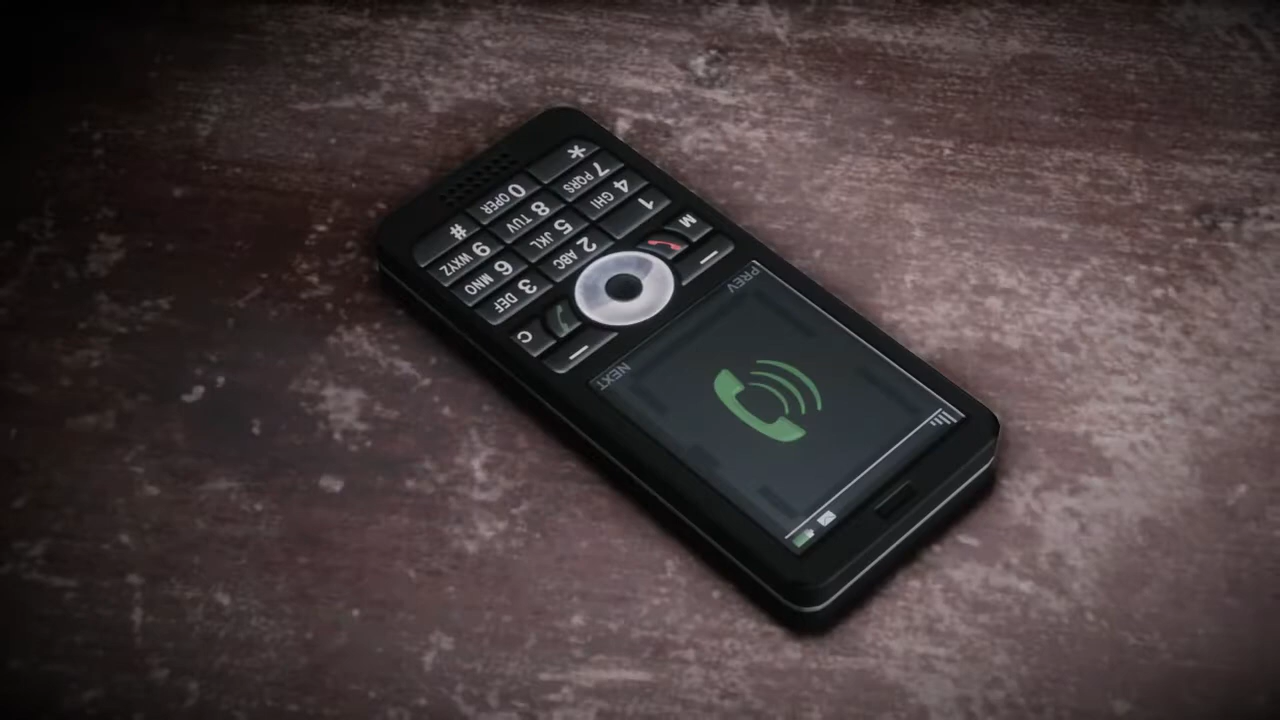 PREV NEXT
M C
1 2 ABC 3 DEF
4 GHI 5 JKL 6 MNO
7 PQRS 8 TUV 9 WXYZ
* 0 OPER #